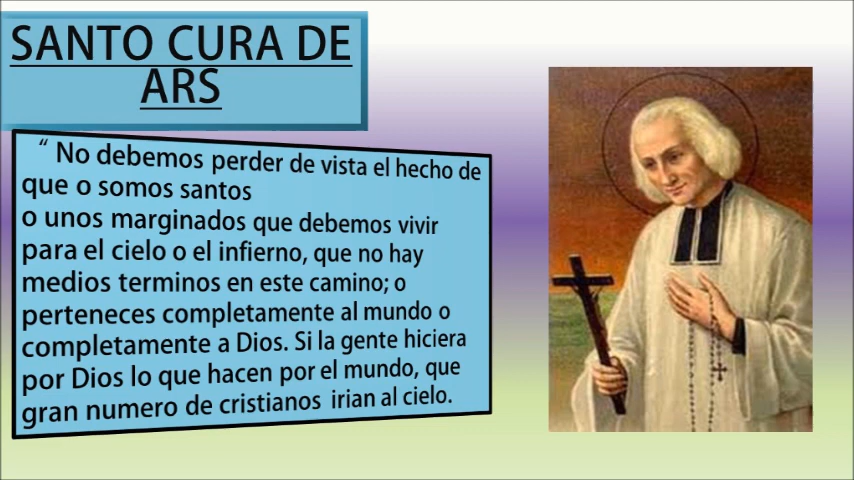 SANTO CURA DE
ARS
“ No debemos perder de vista el hecho de
que o somos santos
o unos marginados que debemos vivir
para el cielo o el infierno, que no hay
medios terminos en este camino; o
perteneces completamente al mundo o
completamente a Dios. Si la gente hiciera
por Dios lo que hacen por el mundo, que
gran numero de cristianos irian al cielo.